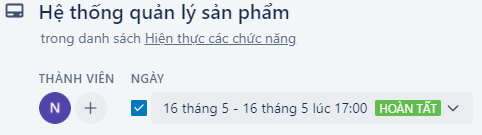 Hệ thống quản lý sản phẩm
trong danh sách Hiện thực các chức năng
THÀNH VIÊN NGÀY
N + 16 tháng 5 - 16 tháng 5 lúc 17:00 HOÀN TẤT